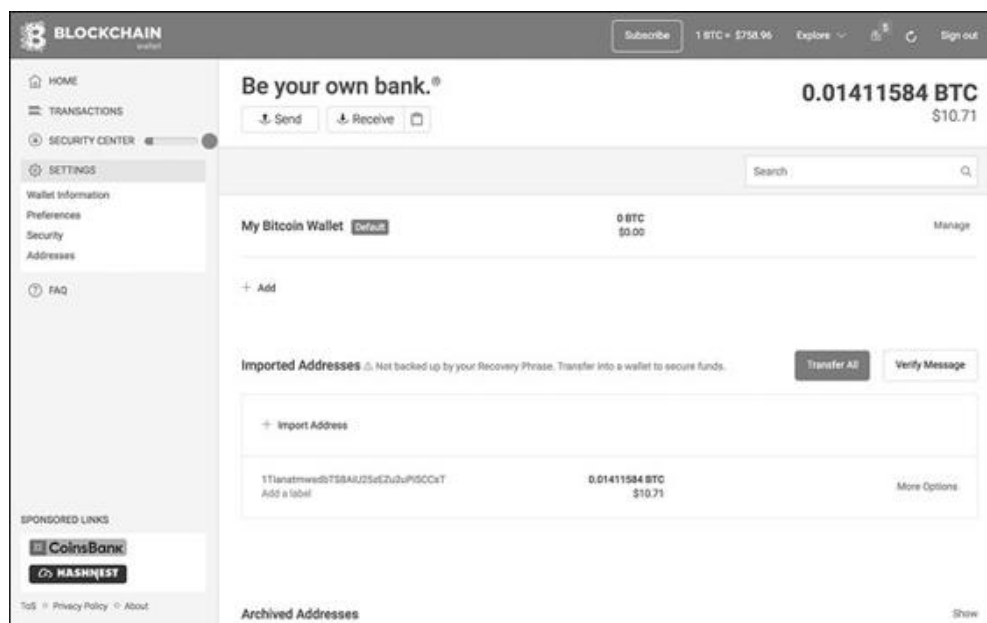 BLOCKCHAIN
wallet
Subscribe
1 BTC = $758.96
Explore
5
Sign out
HOME
TRANSACTIONS
SECURITY CENTER
SETTINGS
Wallet Information
Preferences
Security
Addresses
FAQ
SPONSORED LINKS
CoinsBank
HASHNEST
ToS
Privacy Policy
About
Be your own bank.®
Send
Receive
0.01411584 BTC
$10.71
Search
My Bitcoin Wallet Default
0 BTC
$0.00
Manage
+ Add
Imported Addresses ⚠ Not backed up by your Recovery Phrase. Transfer into a wallet to secure funds.
Transfer All
Verify Message
+ Import Address
Add a label
0.01411584 BTC
$10.71
More Options
Archived Addresses
Show